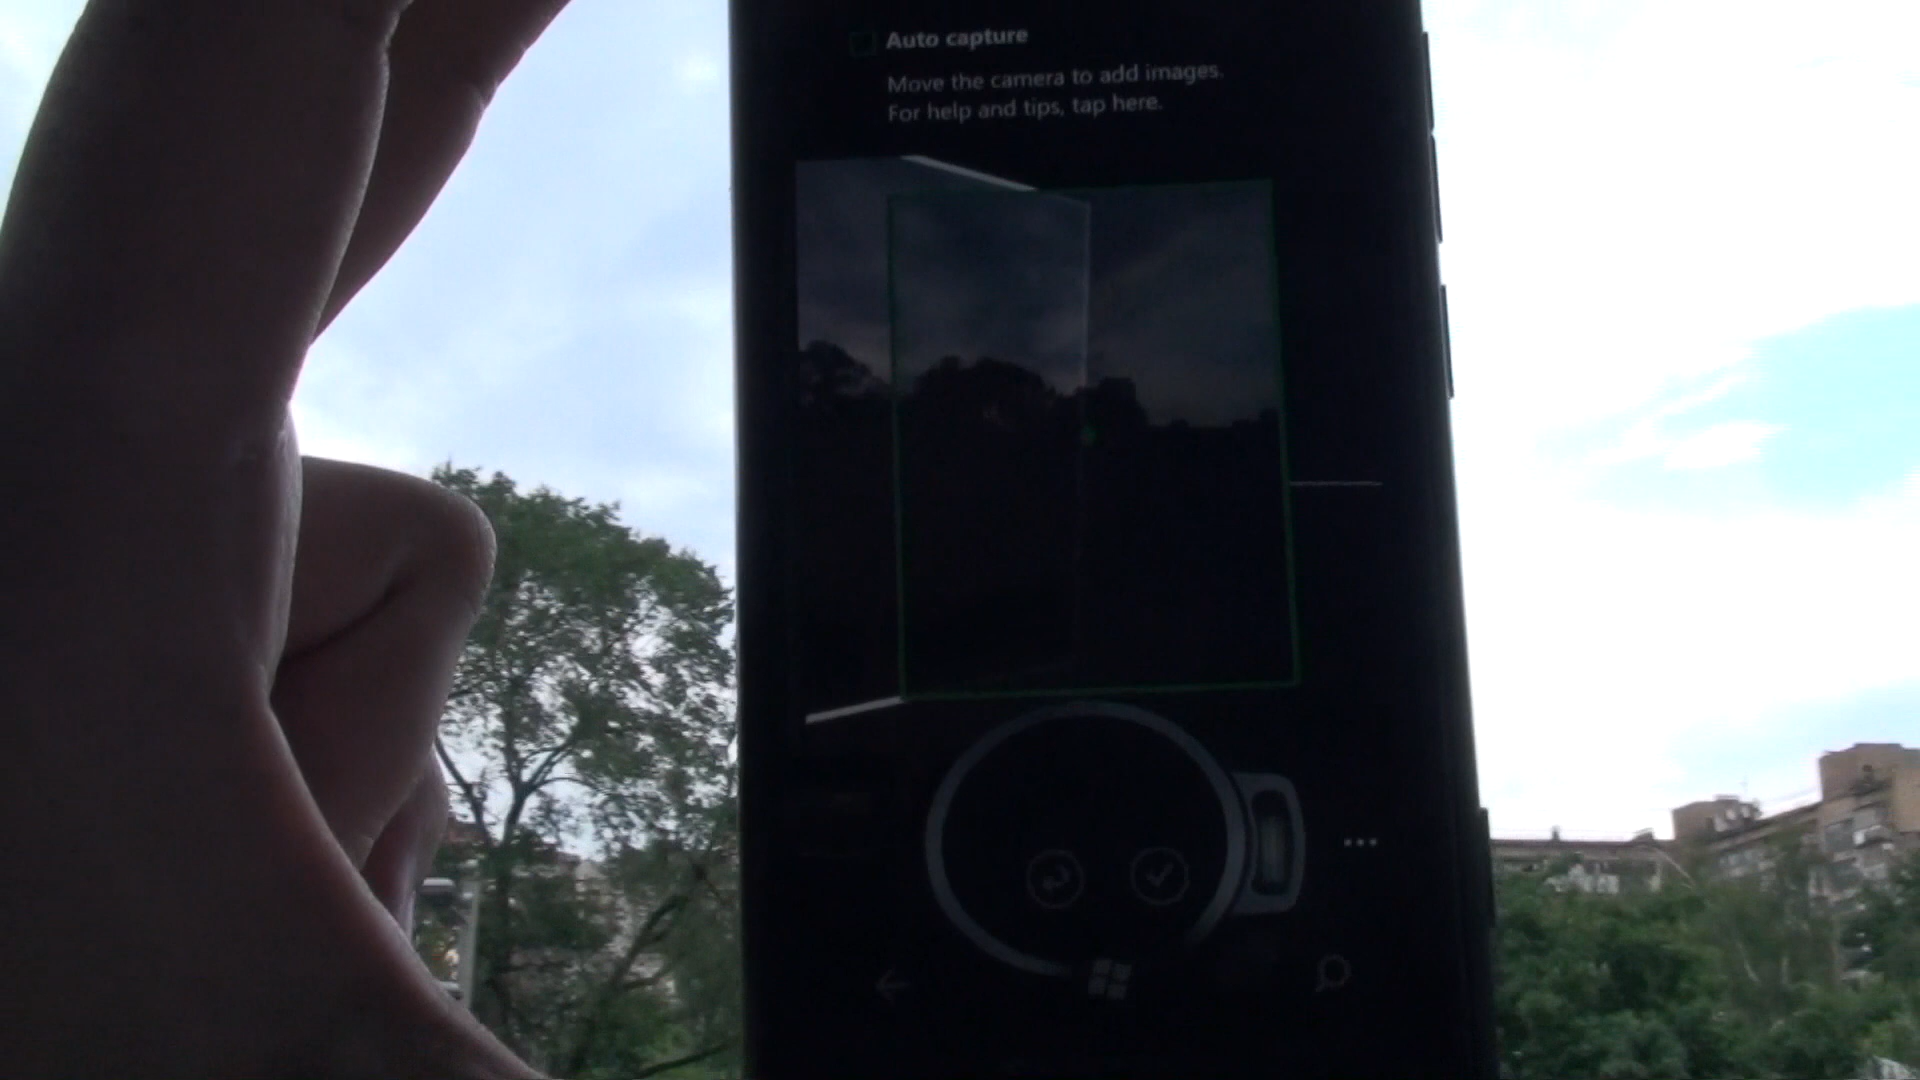 Auto capture
Move the camera to add images.
For help and tips, tap here.